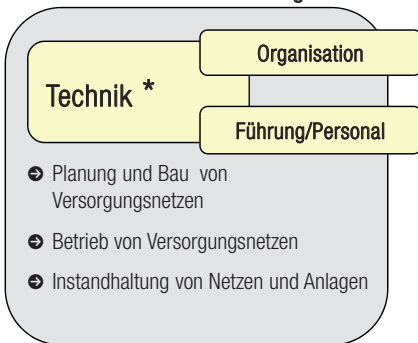 Organisation
Technik *
Führung/Personal
➲ Planung und Bau von
Versorgungsnetzen
➲ Betrieb von Versorgungsnetzen
➲ Instandhaltung von Netzen und Anlagen